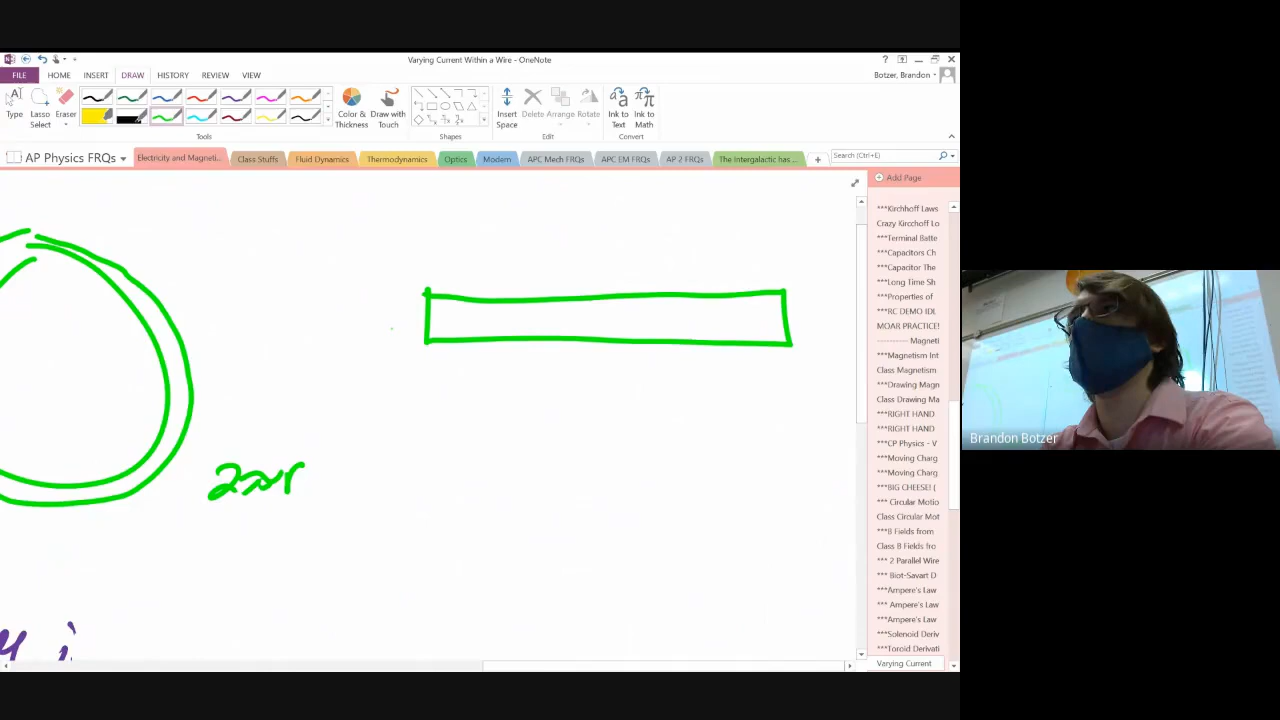 Varying Current Within a Wire - OneNote
FILE HOME INSERT DRAW HISTORY REVIEW VIEW
Botzer, Brandon
Type Lasso Select Eraser Color & Thickness Draw with Touch Insert Space Delete Arrange Rotate Ink to Text Ink to Math
Tools Shapes Edit Convert
AP Physics FRQs Electricity and Magneti... Class Stuffs Fluid Dynamics Thermodynamics Optics Modern APC Mech FRQs APC EM FRQs AP 2 FRQs The Intergalactic has ... Search (Ctrl+E)
Add Page
***Kirchhoff Laws
Crazy Kircchoff Lo
***Terminal Batte
***Capacitors Ch
***Capacitor The
***Long Time Sh
***Properties of
***RC DEMO IDL
MOAR PRACTICE!
----------- Magneti
***Magnetism Int
Class Magnetism
***Drawing Magn
Class Drawing Ma
***RIGHT HAND
***RIGHT HAND
***CP Physics - V
***Moving Charg
***Moving Charg
***BIG CHEESE! (
*** Circular Motio
Class Circular Mot
***B Fields from
Class B Fields fro
*** 2 Parallel Wire
*** Biot-Savart D
***Ampere's Law
*** Ampere's Law
***Ampere's Law
***Solenoid Deriv
***Toroid Derivati
Varying Current
2πr
i
Brandon Botzer